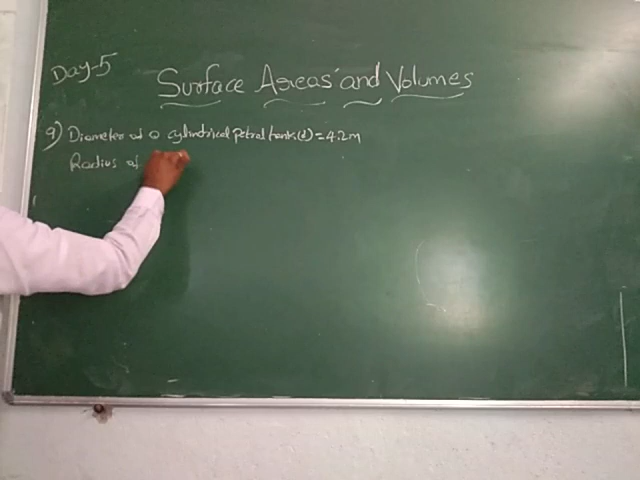 Day-5
Surface Areas and Volumes
9) Diameter of a cylindrical petrol tank(d) = 4.2m
Radius of